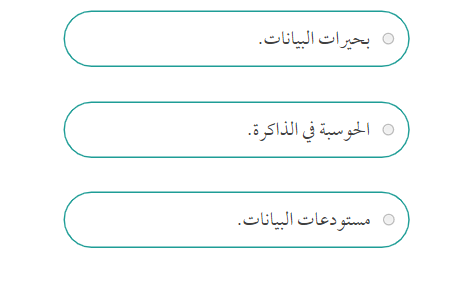 بحيرات البيانات.
الحوسبة في الذاكرة.
مستودعات البيانات.